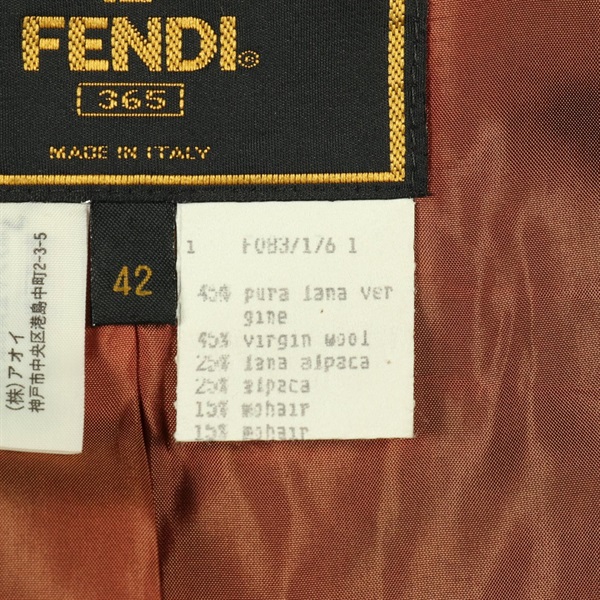 FENDI
365
MADE IN ITALY
(株)アオイ
神戸市中央区港島中町2-3-5
42
1 F083/176 1
45% pura lana ver
gine
45% virgin wool
25% lana alpaca
25% alpaca
15% mohair
15% mohair